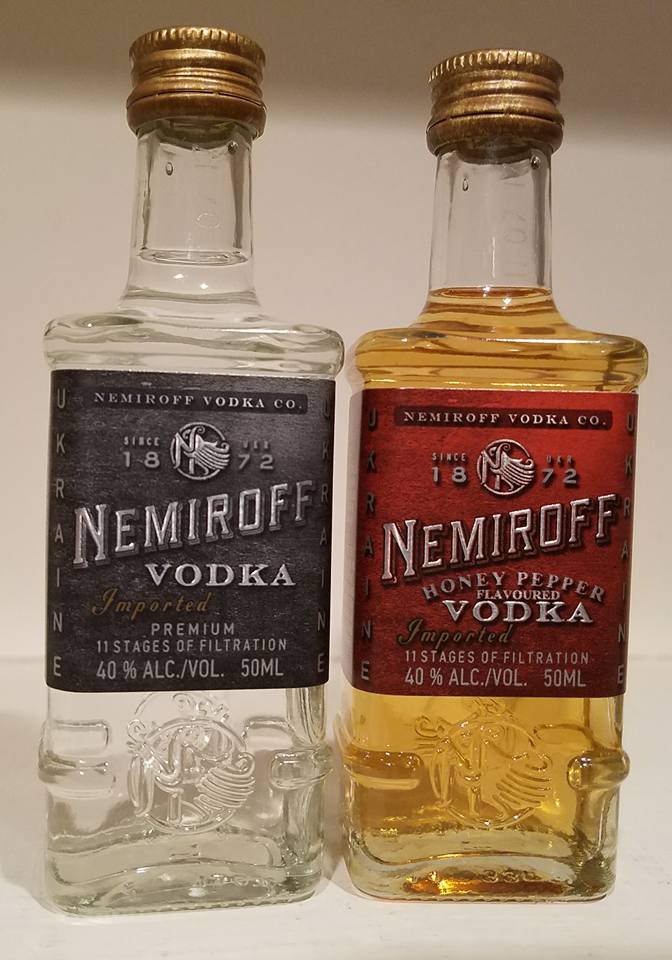 NEMIROFF VODKA CO.
SINCE UKR
18 72
NEMIROFF
VODKA
Imported
PREMIUM
11 STAGES OF FILTRATION
40 % ALC./VOL. 50ML
UKRAINE
UKRAINE
NEMIROFF VODKA CO.
SINCE UKR
18 72
NEMIROFF
HONEY PEPPER
FLAVOURED
VODKA
Imported
11 STAGES OF FILTRATION
40 % ALC./VOL. 50ML
UKRAINE
UKRAINE